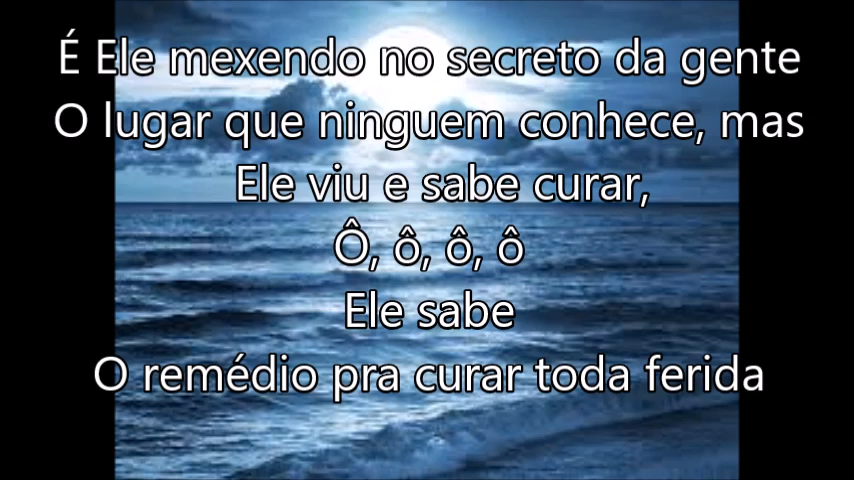 É Ele mexendo no secreto da gente
O lugar que ninguem conhece, mas
Ele viu e sabe curar,
Ô, ô, ô, ô
Ele sabe
O remédio pra curar toda ferida